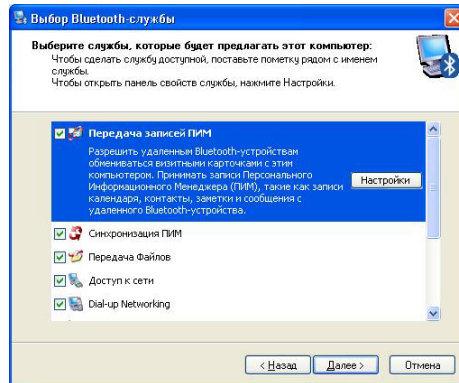 Выбор Bluetooth-службы
Выберите службы, которые будет предлагать этот компьютер:
Чтобы сделать службу доступной, поставьте пометку рядом с именем
службы.
Чтобы открыть панель свойств службы, нажмите Настройки.
Передача записей ПИМ
Разрешить удаленным Bluetooth-устройствам
обмениваться визитными карточками с этим
компьютером. Принимать записи Персонального
Информационного Менеджера (ПИМ), такие как записи
календаря, контакты, заметки и сообщения с
удаленного Bluetooth-устройства.
Настройки
Синхронизация ПИМ
Передача Файлов
Доступ к сети
Dial-up Networking
< Назад
Далее >
Отмена